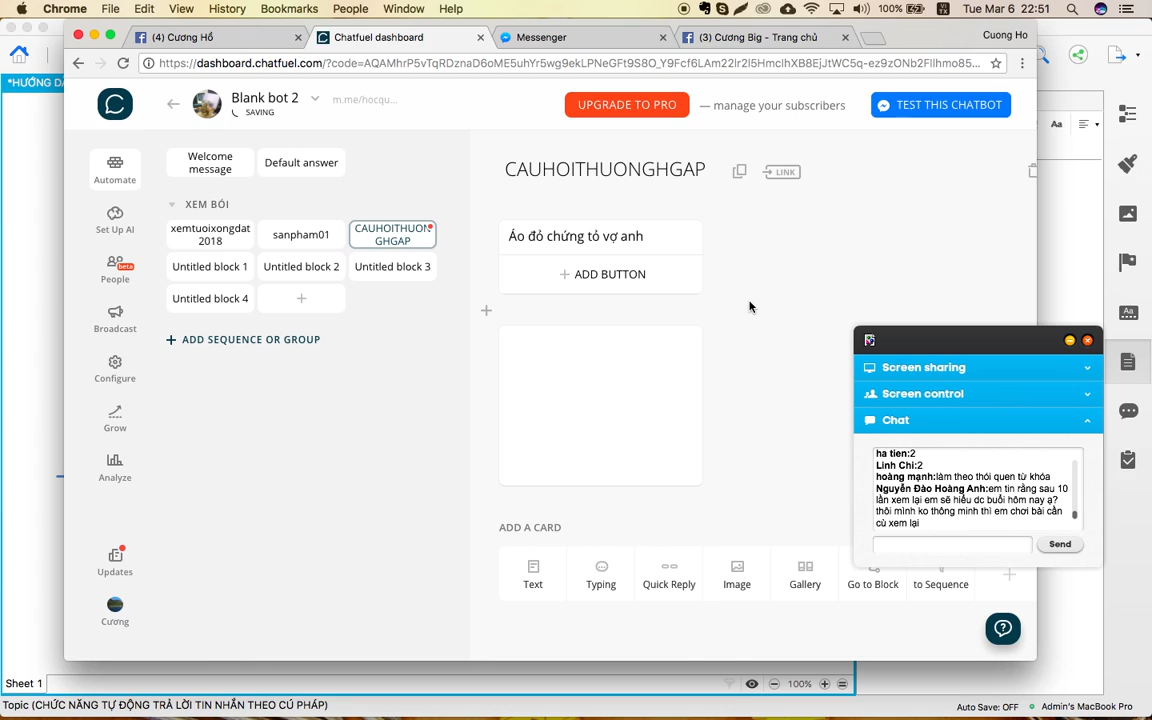 Chrome File Edit View History Bookmarks People Window Help
100% Tue Mar 6 22:51
(4) Cương Hồ
Chatfuel dashboard
Messenger
(3) Cương Big - Trang chủ
Cuong Ho
*HƯỚNG D
Blank bot 2
m.me/hocqu...
SAVING
UPGRADE TO PRO
— manage your subscribers
TEST THIS CHATBOT
Aa
Automate
Set Up AI
People
beta
Broadcast
Configure
Grow
Analyze
Updates
Cương
Welcome message
Default answer
XEM BÓI
xemtuoixongdat
2018
sanpham01
CAUHOITHUON
GHGAP
Untitled block 1
Untitled block 2
Untitled block 3
Untitled block 4
+ ADD SEQUENCE OR GROUP
CAUHOITHUONGHGAP
LINK
Áo đỏ chứng tỏ vợ anh
+ ADD BUTTON
ADD A CARD
Text
Typing
Quick Reply
Image
Gallery
Go to Block
to Sequence
Screen sharing
Screen control
Chat
ha tien:2
Linh Chi:2
hoàng mạnh:làm theo thói quen từ khóa
Nguyễn Đào Hoàng Anh:em tin rằng sau 10
lần xem lại em sẽ hiểu dc buổi hôm nay ạ?
thôi mình ko thông minh thì em chơi bài cần
cù xem lại
Send
Aa
Sheet 1
100%
Topic (CHỨC NĂNG TỰ ĐỘNG TRẢ LỜI TIN NHẮN THEO CÚ PHÁP)
Auto Save: OFF
Admin's MacBook Pro